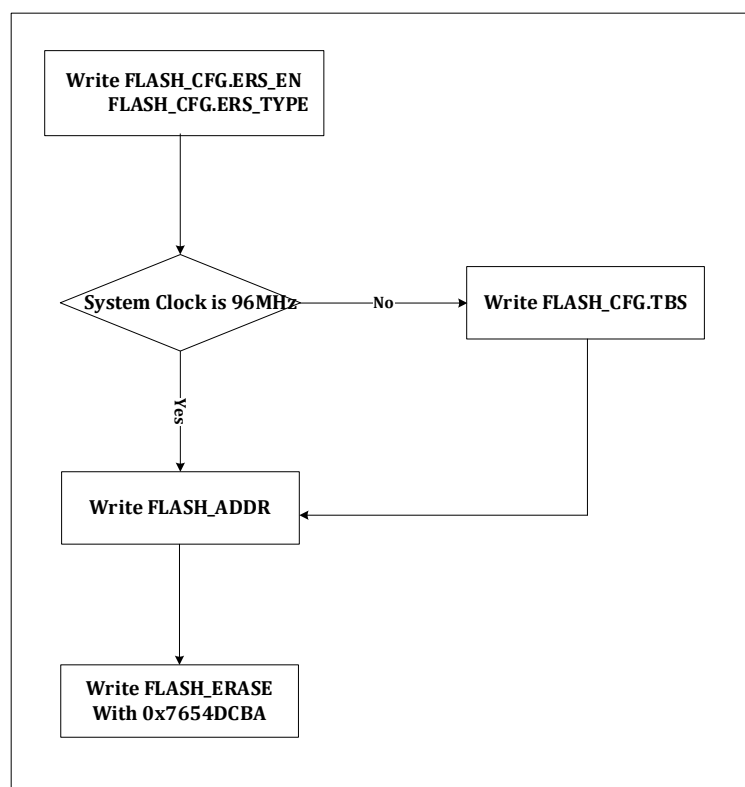 Write FLASH_CFG.ERS_EN
FLASH_CFG.ERS_TYPE
System Clock is 96MHz
No
Write FLASH_CFG.TBS
Yes
Write FLASH_ADDR
Write FLASH_ERASE
With 0x7654DCBA